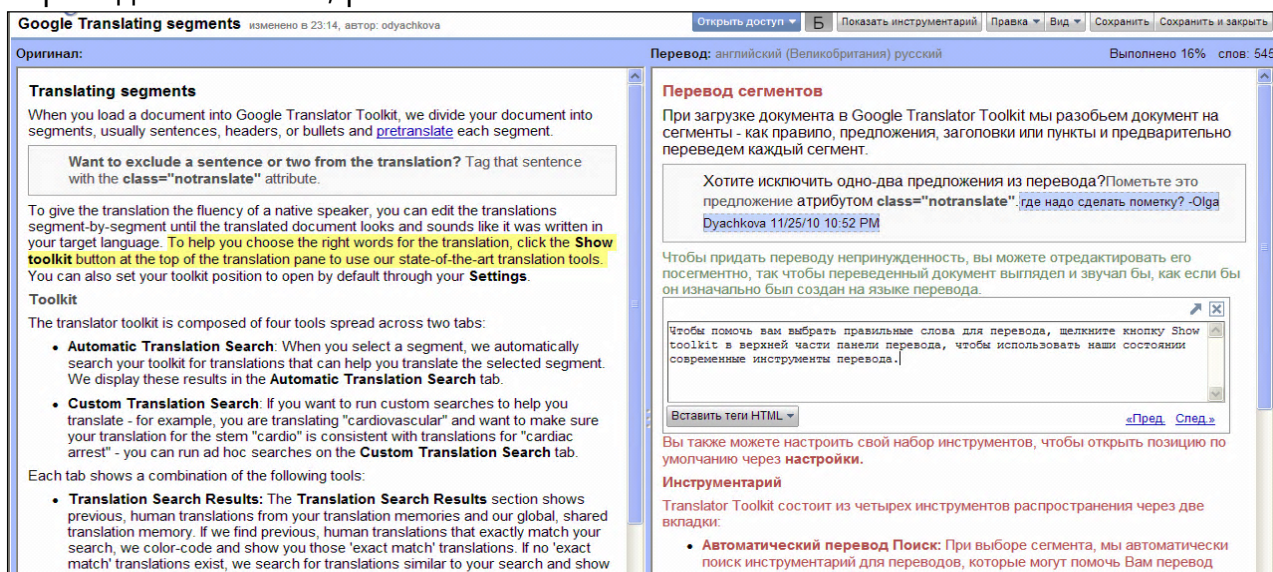 Google Translating segments изменено в 23:14, автор: odyachkova
Открыть доступ Б Показать инструментарий Правка Вид Сохранить Сохранить и закрыть
Оригинал:
Translating segments
When you load a document into Google Translator Toolkit, we divide your document into
segments, usually sentences, headers, or bullets and pretranslate each segment.
Want to exclude a sentence or two from the translation? Tag that sentence
with the class="notranslate" attribute.
To give the translation the fluency of a native speaker, you can edit the translations
segment-by-segment until the translated document looks and sounds like it was written in
your target language. To help you choose the right words for the translation, click the Show
toolkit button at the top of the translation pane to use our state-of-the-art translation tools.
You can also set your toolkit position to open by default through your Settings.
Toolkit
The translator toolkit is composed of four tools spread across two tabs:
• Automatic Translation Search: When you select a segment, we automatically
search your toolkit for translations that can help you translate the selected segment.
We display these results in the Automatic Translation Search tab.
• Custom Translation Search: If you want to run custom searches to help you
translate - for example, you are translating "cardiovascular" and want to make sure
your translation for the stem "cardio" is consistent with translations for "cardiac
arrest" - you can run ad hoc searches on the Custom Translation Search tab.
Each tab shows a combination of the following tools:
• Translation Search Results: The Translation Search Results section shows
previous, human translations from your translation memories and our global, shared
translation memory. If we find previous, human translations that exactly match your
search, we color-code and show you those 'exact match' translations. If no 'exact
match' translations exist, we search for translations similar to your search and show
Перевод: английский (Великобритания) русский Выполнено 16% слов: 545
Перевод сегментов
При загрузке документа в Google Translator Toolkit мы разобьем документ на
сегменты - как правило, предложения, заголовки или пункты и предварительно
переведем каждый сегмент.
Хотите исключить одно-два предложения из перевода?Пометьте это
предложение атрибутом class="notranslate". где надо сделать пометку? -Olga
Dyachkova 11/25/10 10:52 PM
Чтобы придать переводу непринужденность, вы можете отредактировать его
посегментно, так чтобы переведенный документ выглядел и звучал бы, как если бы
он изначально был создан на языке перевода.
Чтобы помочь вам выбрать правильные слова для перевода, щелкните кнопку Show
toolkit в верхней части панели перевода, чтобы использовать наши состоянии
современные инструменты перевода.
Вставить теги HTML «Пред. След.»
Вы также можете настроить свой набор инструментов, чтобы открыть позицию по
умолчанию через настройки.
Инструментарий
Translator Toolkit состоит из четырех инструментов распространения через две
вкладки:
• Автоматический перевод Поиск: При выборе сегмента, мы автоматически
поиск инструментарий для переводов, которые могут помочь Вам перевод